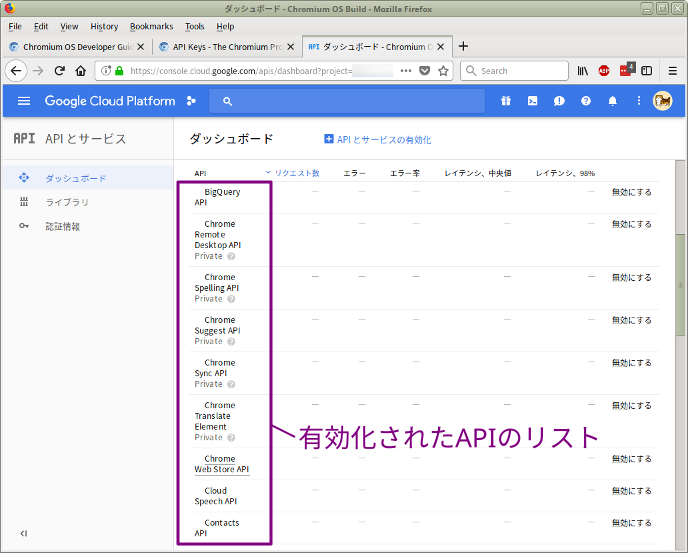 ダッシュボード - Chromium OS Build - Mozilla Firefox
File Edit View History Bookmarks Tools Help
Chromium OS Developer Guid × API Keys - The Chromium Pro × API ダッシュボード - Chromium O × +
https://console.cloud.google.com/apis/dashboard?project= Search ABP 4
Google Cloud Platform
API APIとサービス
ダッシュボード APIとサービスの有効化
ダッシュボード
ライブラリ
認証情報
API リクエスト数 エラー エラー率 レイテンシ、中央値 レイテンシ、98%
BigQuery — — — — — 無効にする
API
Chrome — — — — — 無効にする
Remote
Desktop API
Private ?
Chrome — — — — — 無効にする
Spelling API
Private ?
Chrome — — — — — 無効にする
Suggest API
Private ?
Chrome — — — — — 無効にする
Sync API
Private ?
Chrome — — — — — 無効にする
Translate
Element
Private ?
有効化されたAPIのリスト
Chrome — — — — — 無効にする
Web Store API
Cloud — — — — — 無効にする
Speech API
Contacts — — — — — 無効にする
API